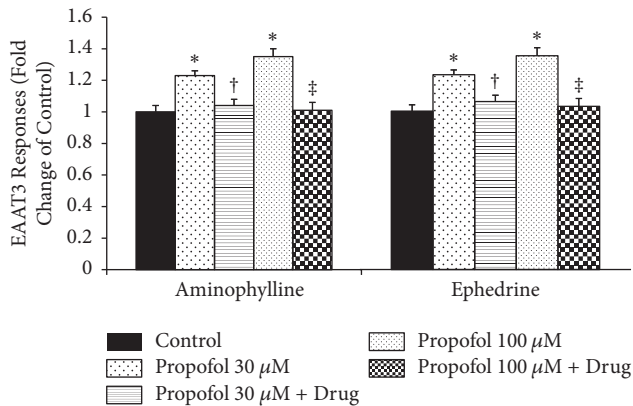 EAAT3 Responses (Fold
Change of Control)
1.6
1.4
1.2
1
0.8
0.6
0.4
0.2
0
* † * ‡
* † * ‡
Aminophylline
Ephedrine
Control
Propofol 30 μM
Propofol 30 μM + Drug
Propofol 100 μM
Propofol 100 μM + Drug